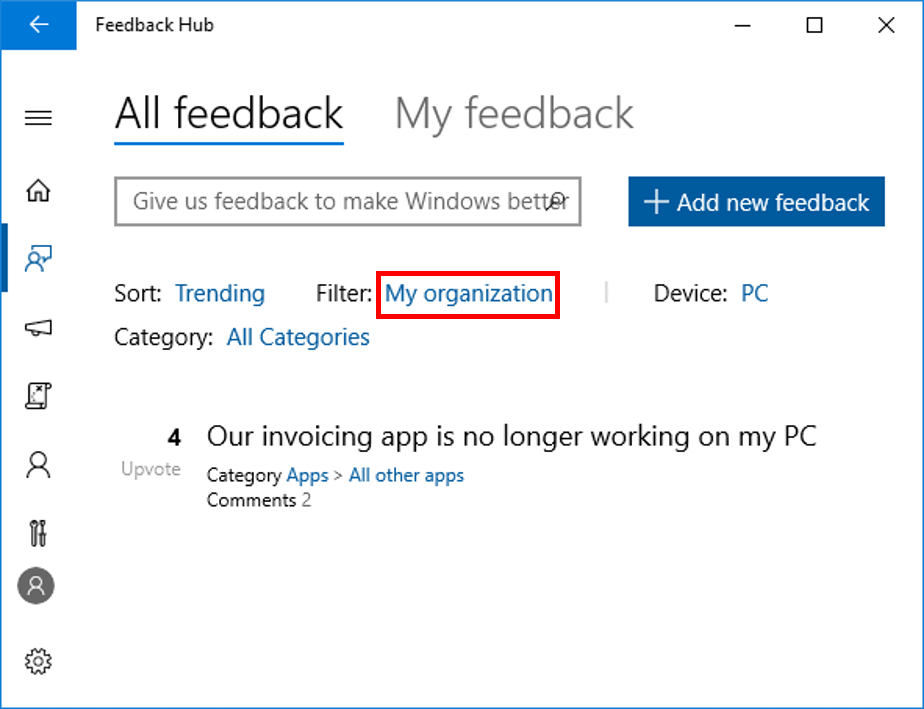 Feedback Hub
All feedback My feedback
Give us feedback to make Windows better
Add new feedback
Sort: Trending Filter: My organization Device: PC
Category: All Categories
4 Our invoicing app is no longer working on my PC
Upvote Category Apps > All other apps
Comments 2